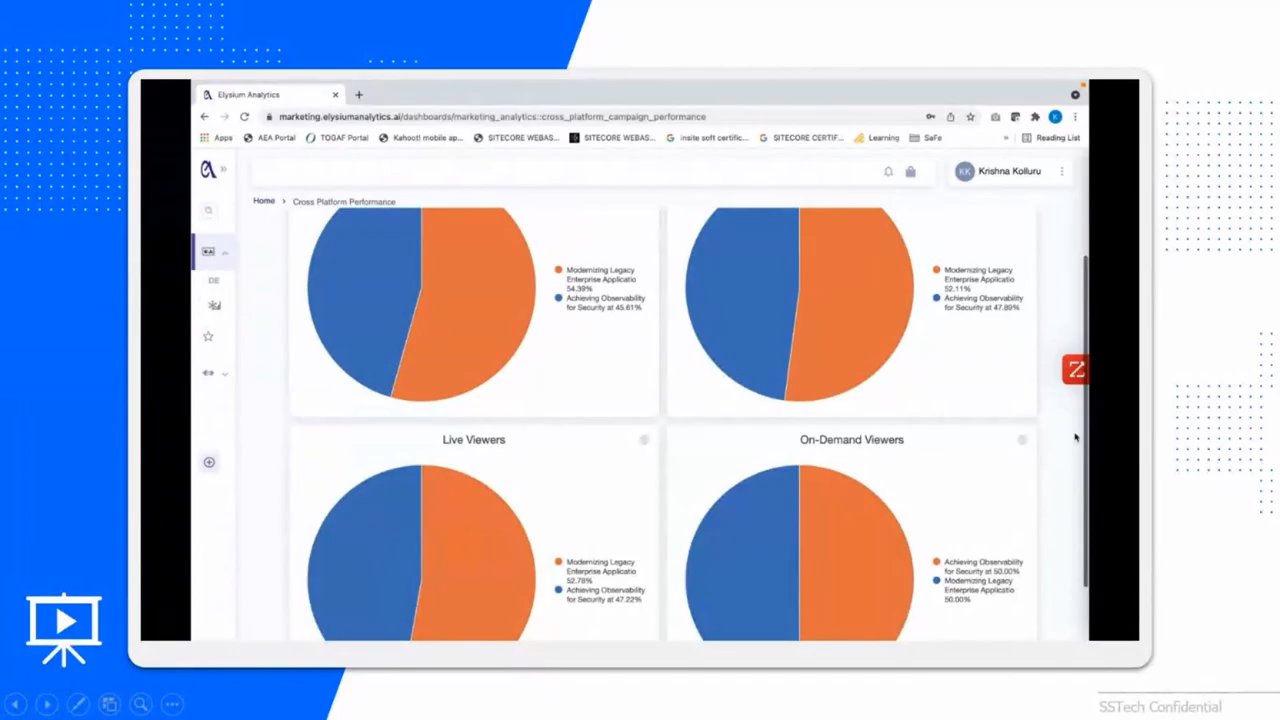 Elysium Analytics
marketing.elysiumanalytics.ai/dashboards/marketing_analytics::cross_platform_campaign_performance
K
Apps
AEA Portal
TOGAF Portal
Kahoot! mobile ap...
SITECORE WEBAS...
SITECORE WEBAS...
insite soft certific...
SITECORE CERTIF...
Learning
SaFe
»
Reading List
KK
Krishna Kolluru
Home > Cross Platform Performance
DE
Modernizing Legacy
Enterprise Applicatio
54.39%
Achieving Observability
for Security at 45.61%
Modernizing Legacy
Enterprise Applicatio
52.11%
Achieving Observability
for Security at 47.89%
Z
Live Viewers
On-Demand Viewers
Modernizing Legacy
Enterprise Applicatio
52.78%
Achieving Observability
for Security at 47.22%
Achieving Observability
for Security at 50.00%
Modernizing Legacy
Enterprise Applicatio
50.00%
SSTech Confidential